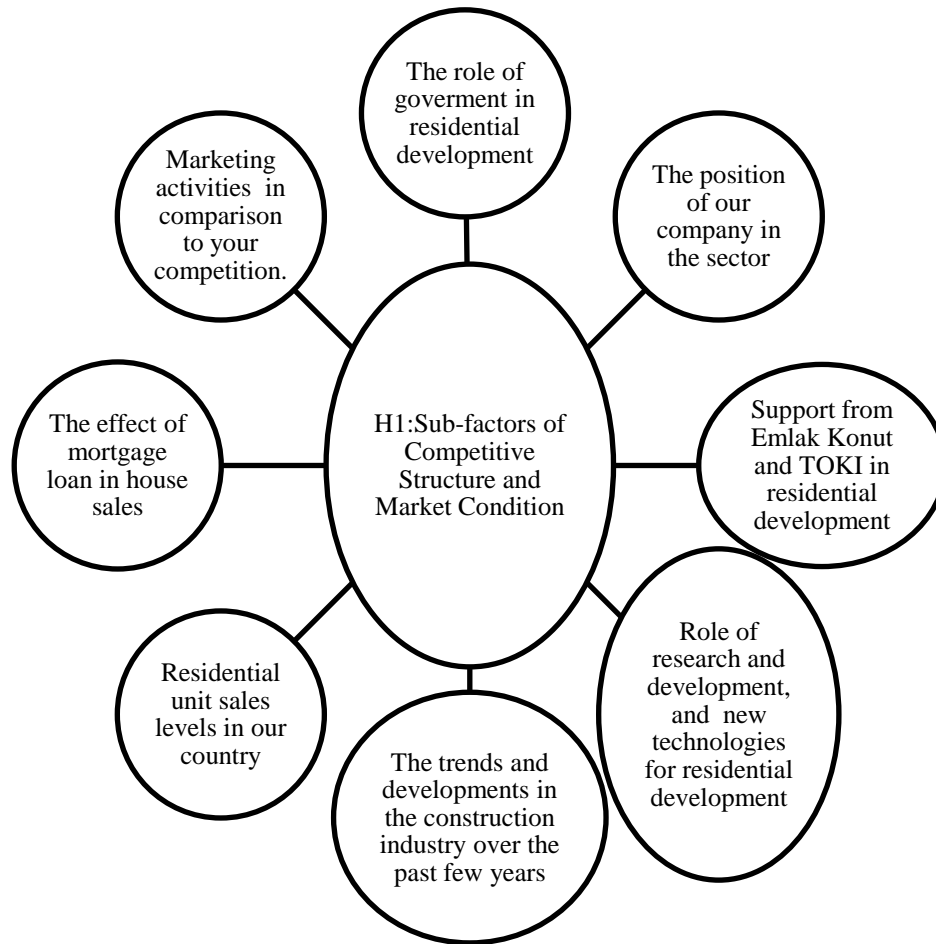 The role of
goverment in
residential
development
The position
of our
company in
the sector
Support from
Emlak Konut
and TOKI in
residential
development
Role of
research and
development,
and new
technologies
for residential
development
The trends and
developments in
the construction
industry over the
past few years
Residential
unit sales
levels in our
country
The effect of
mortgage
loan in house
sales
Marketing
activities in
comparison
to your
competition.
H1:Sub-factors of
Competitive
Structure and
Market Condition